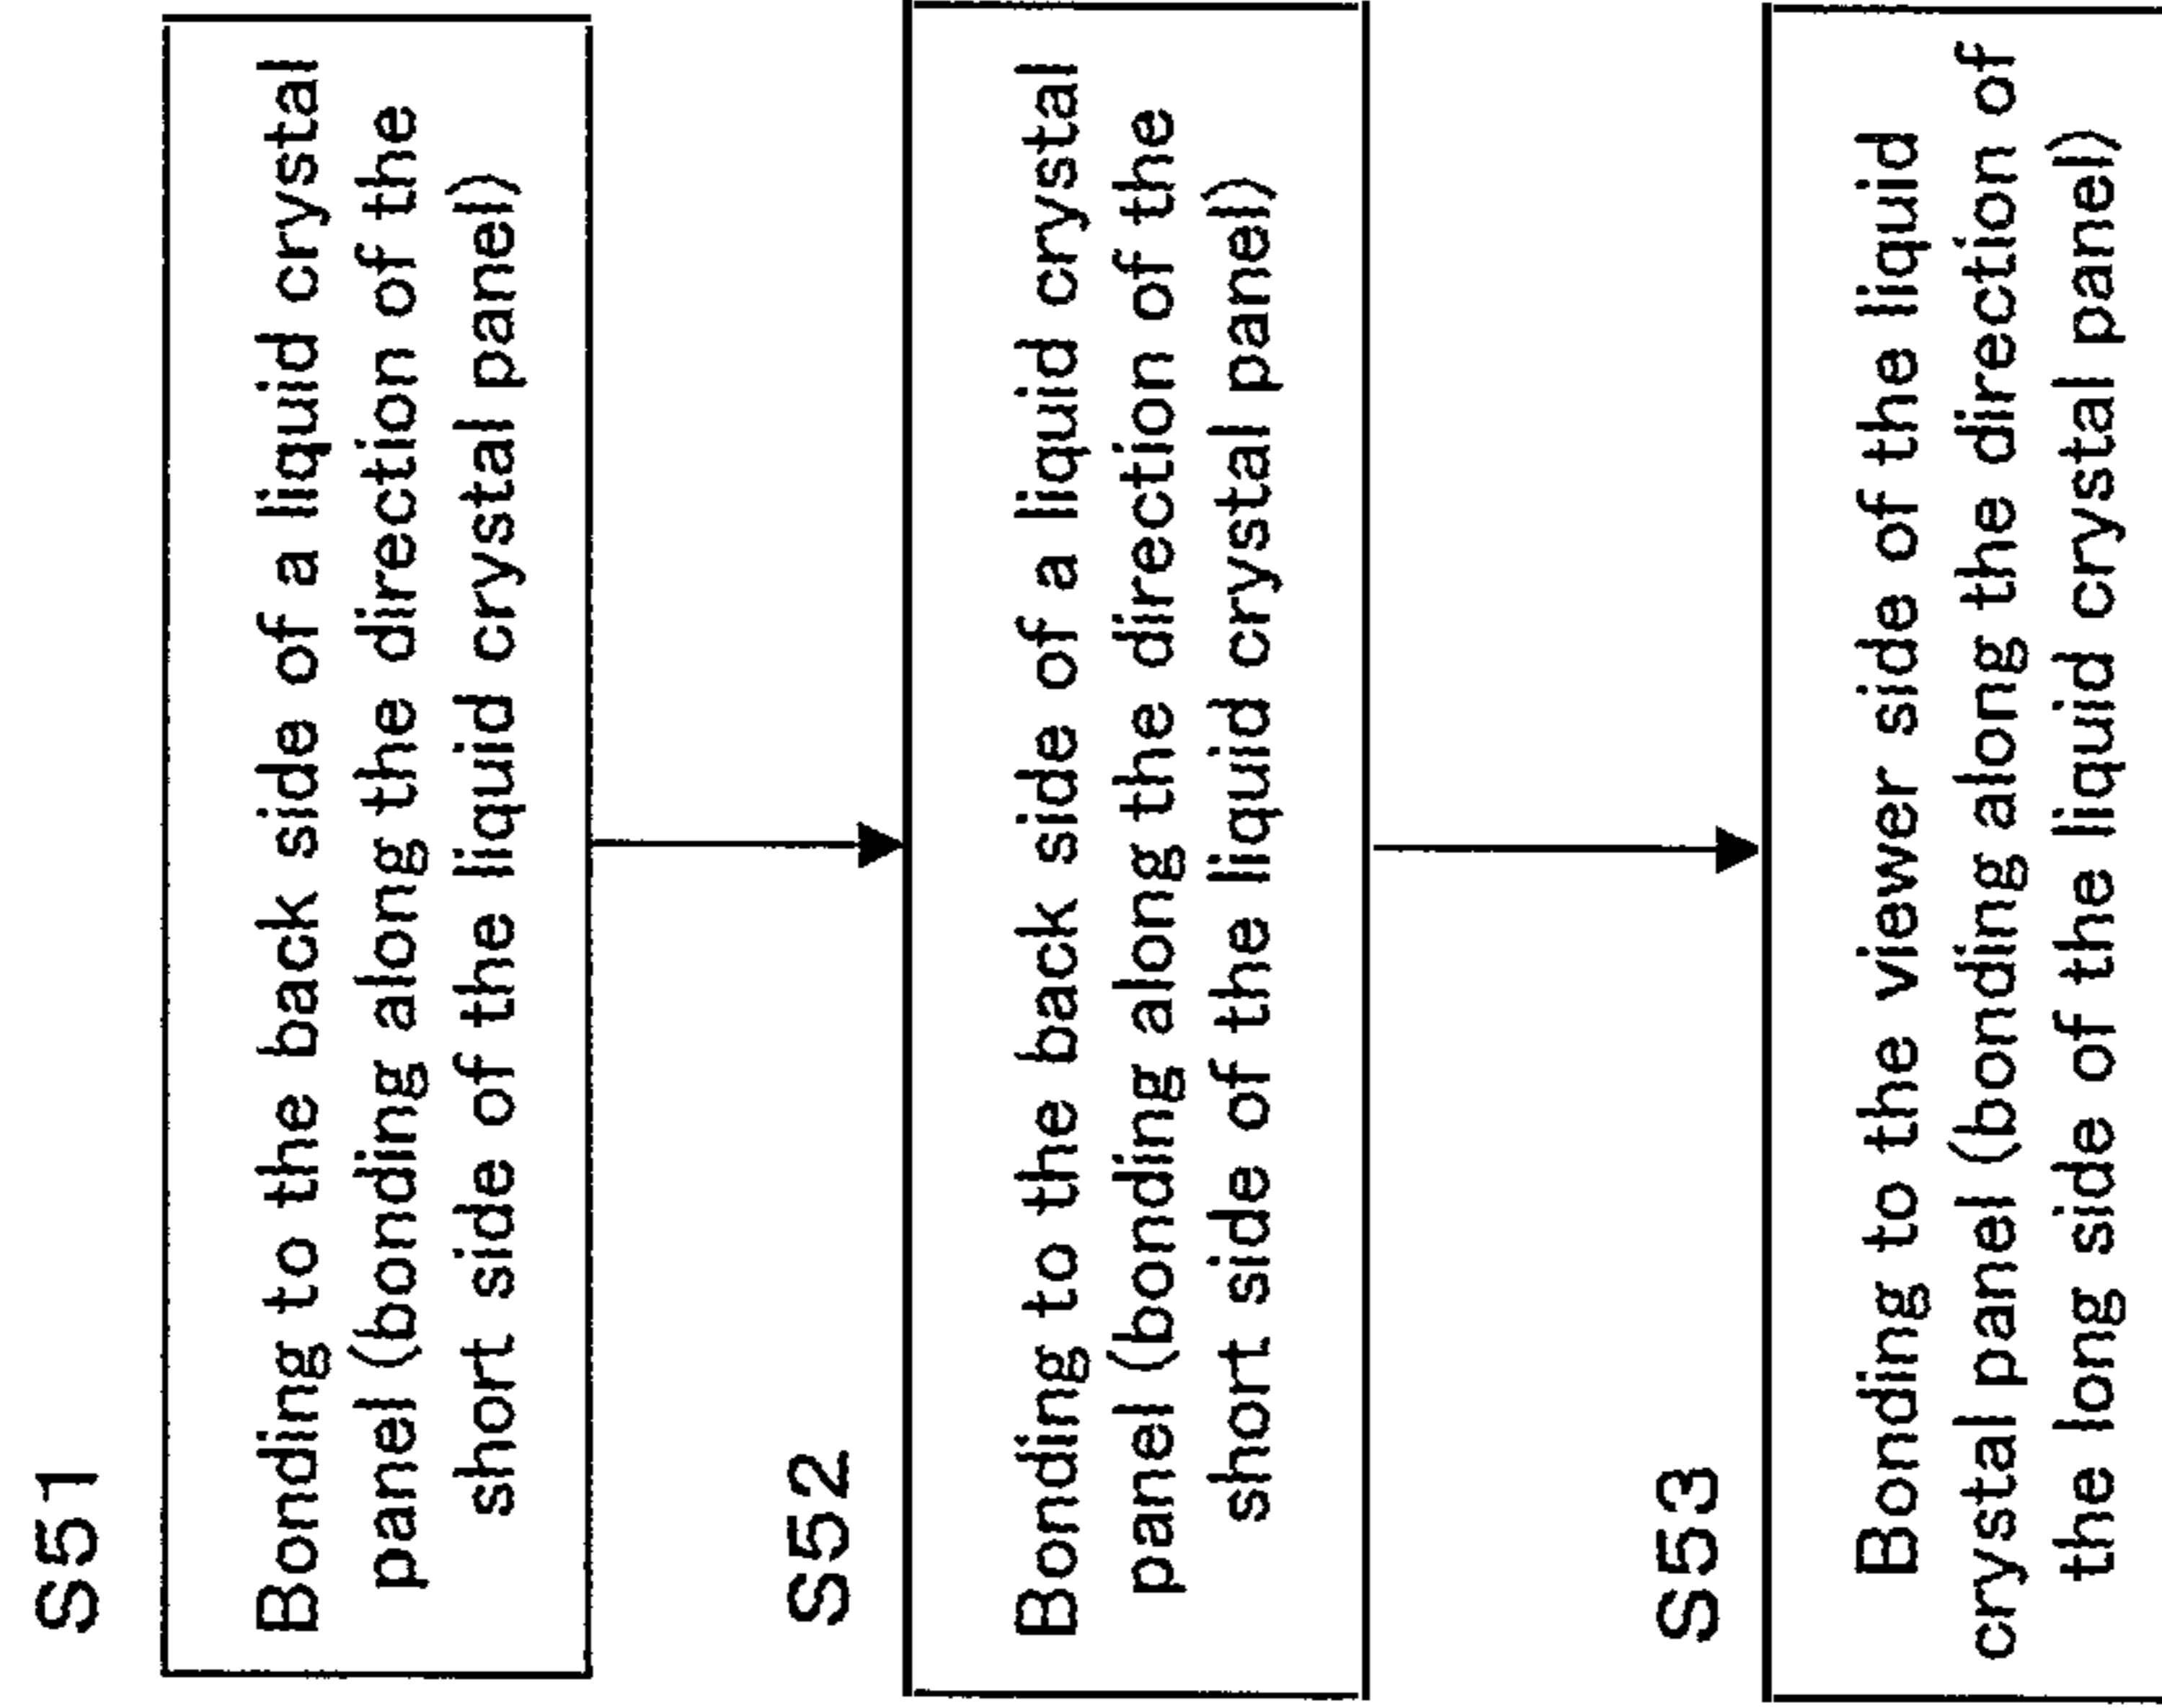 S51
Bonding to the back side of a liquid crystal
panel (bonding along the direction of the
short side of the liquid crystal panel)
S52
Bonding to the back side of a liquid crystal
panel (bonding along the direction of the
short side of the liquid crystal panel)
S53
Bonding to the viewer side of the liquid
crystal panel (bonding along the direction of
the long side of the liquid crystal panel)